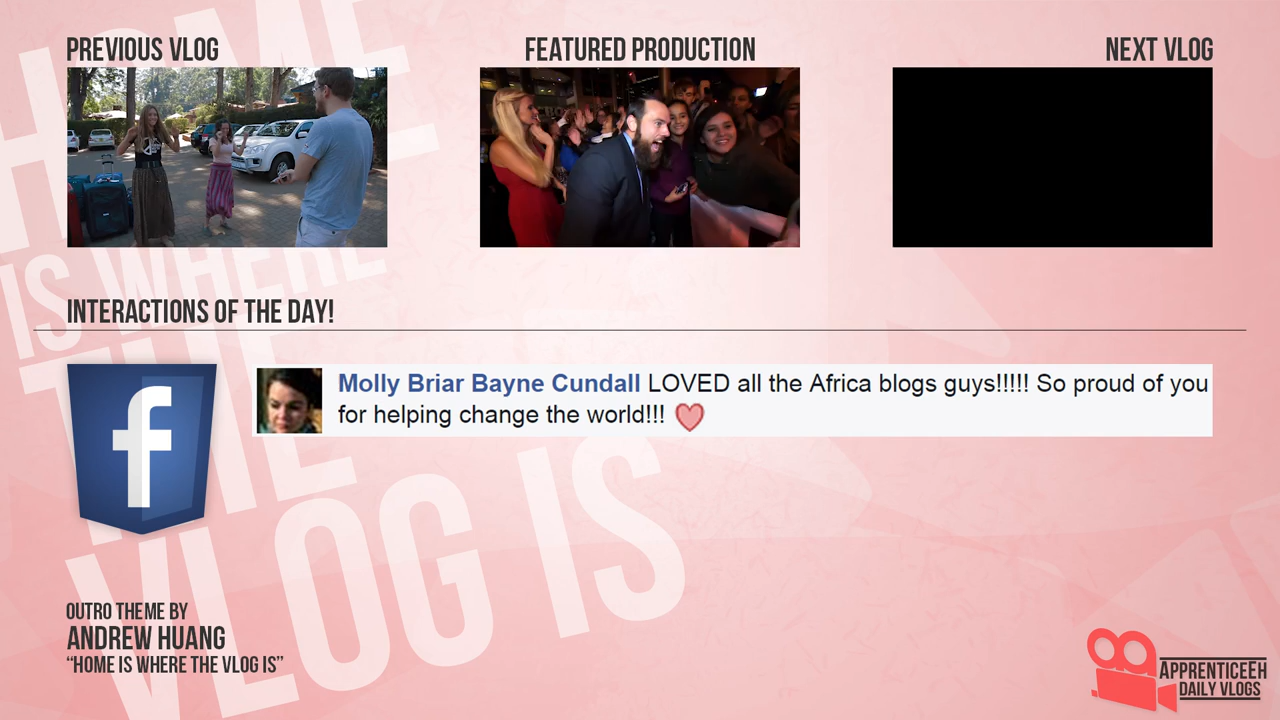 PREVIOUS VLOG
FEATURED PRODUCTION
NEXT VLOG
INTERACTIONS OF THE DAY!
Molly Briar Bayne Cundall LOVED all the Africa blogs guys!!!!! So proud of you
for helping change the world!!!
HOME
IS WHERE
THE
VLOG IS
OUTRO THEME BY
ANDREW HUANG
“HOME IS WHERE THE VLOG IS”
APPRENTICEEH
DAILY VLOGS